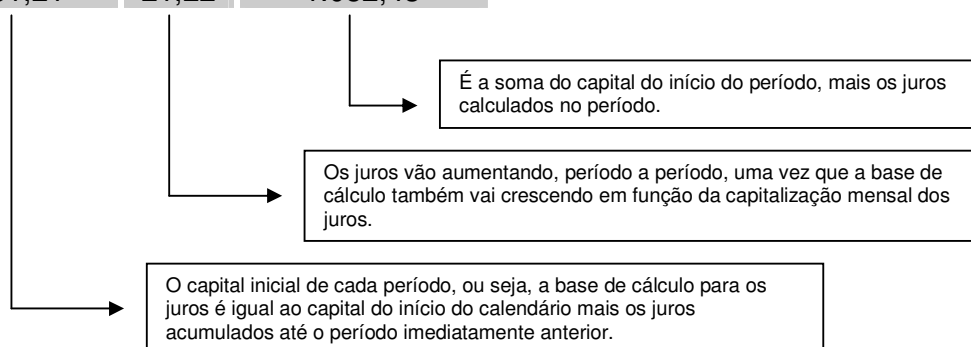 É a soma do capital do início do período, mais os juros
calculados no período.
Os juros vão aumentando, período a período, uma vez que a base de
cálculo também vai crescendo em função da capitalização mensal dos
juros.
O capital inicial de cada período, ou seja, a base de cálculo para os
juros é igual ao capital do início do calendário mais os juros
acumulados até o período imediatamente anterior.